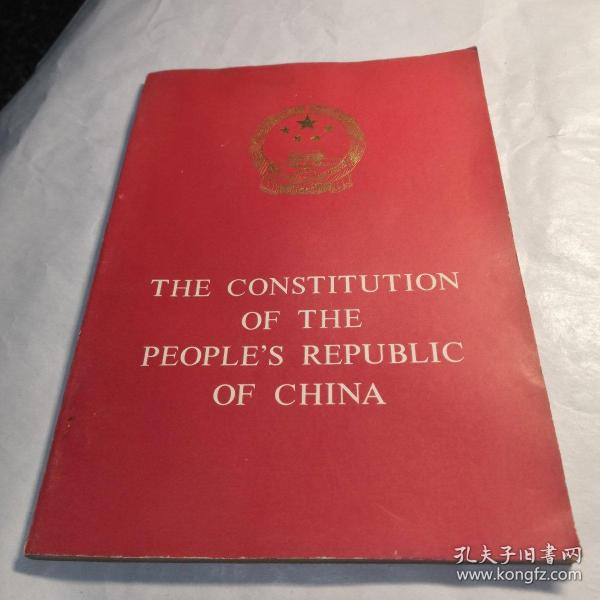 THE CONSTITUTION
OF THE
PEOPLE'S REPUBLIC
OF CHINA
孔夫子旧书网
www.kongfz.com